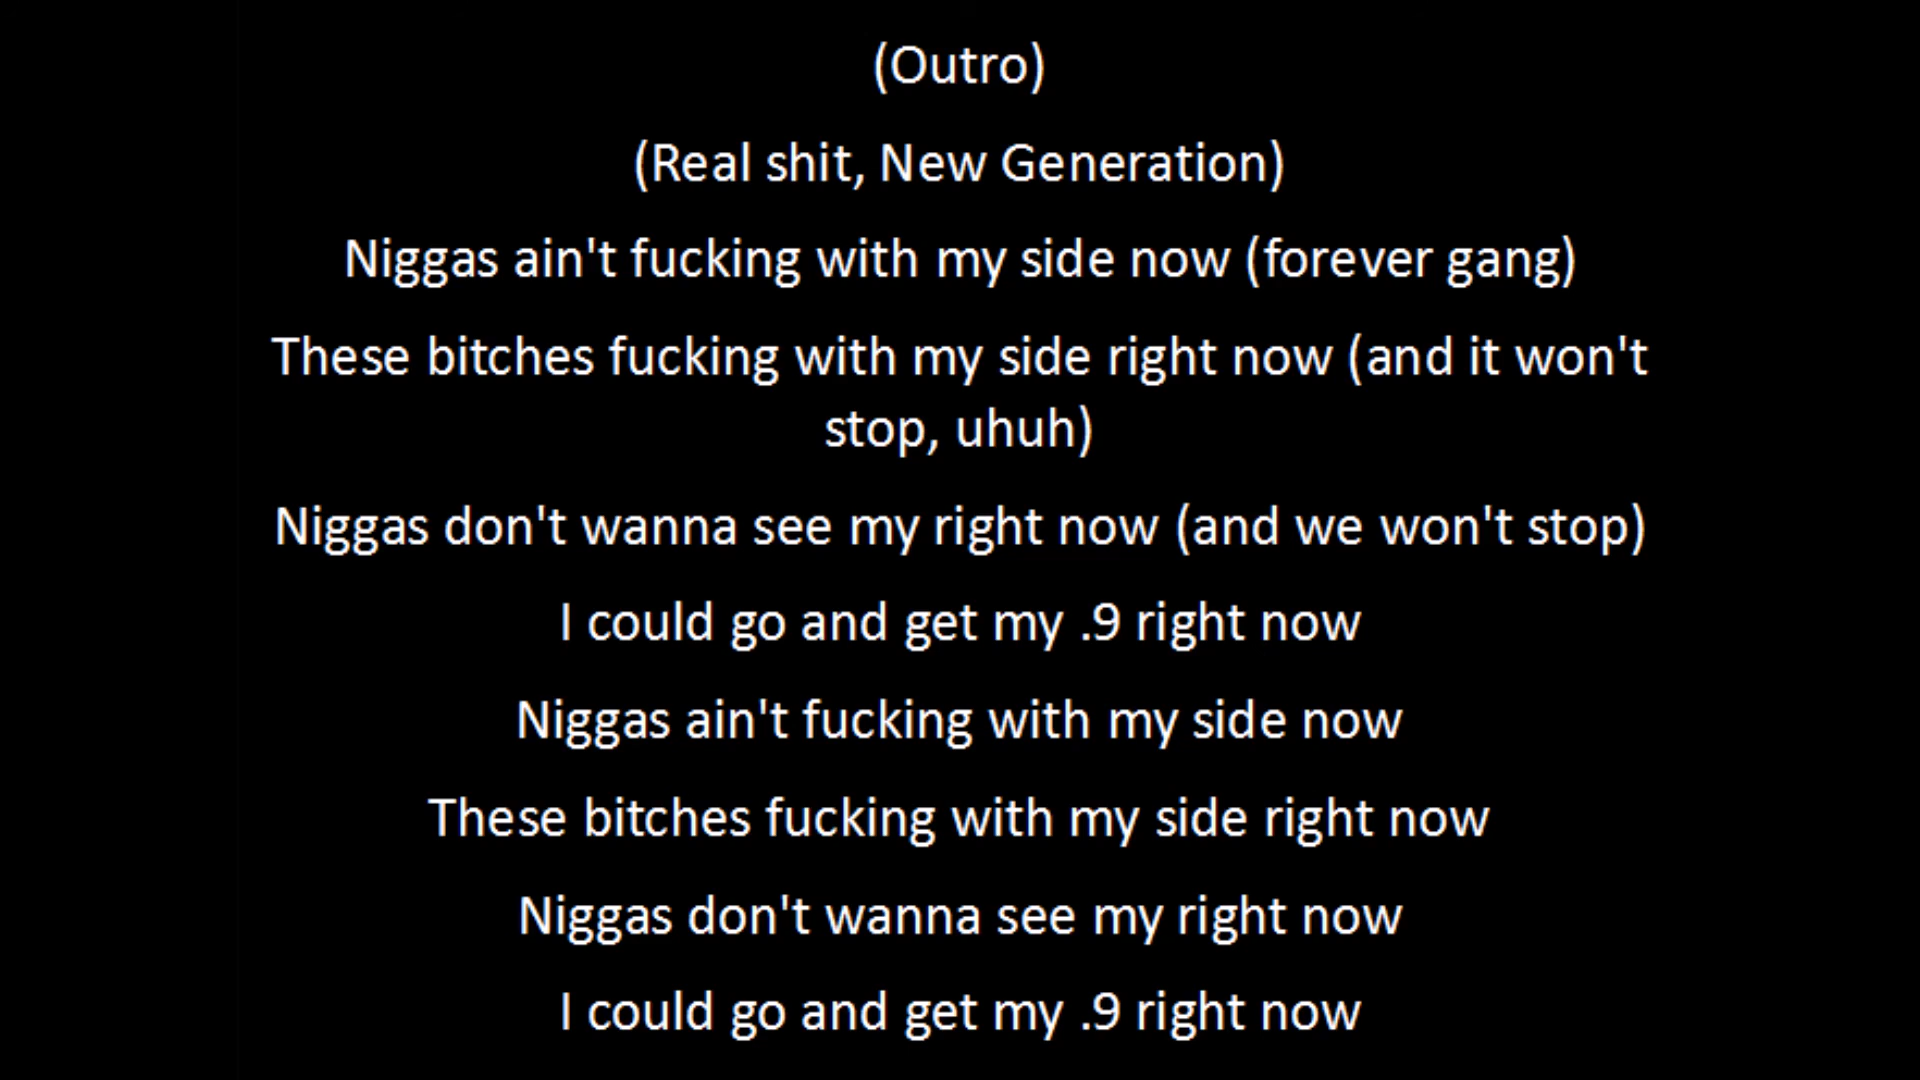 (Outro)
(Real shit, New Generation)
Niggas ain't fucking with my side now (forever gang)
These bitches fucking with my side right now (and it won't
stop, uhuh)
Niggas don't wanna see my right now (and we won't stop)
I could go and get my .9 right now
Niggas ain't fucking with my side now
These bitches fucking with my side right now
Niggas don't wanna see my right now
I could go and get my .9 right now